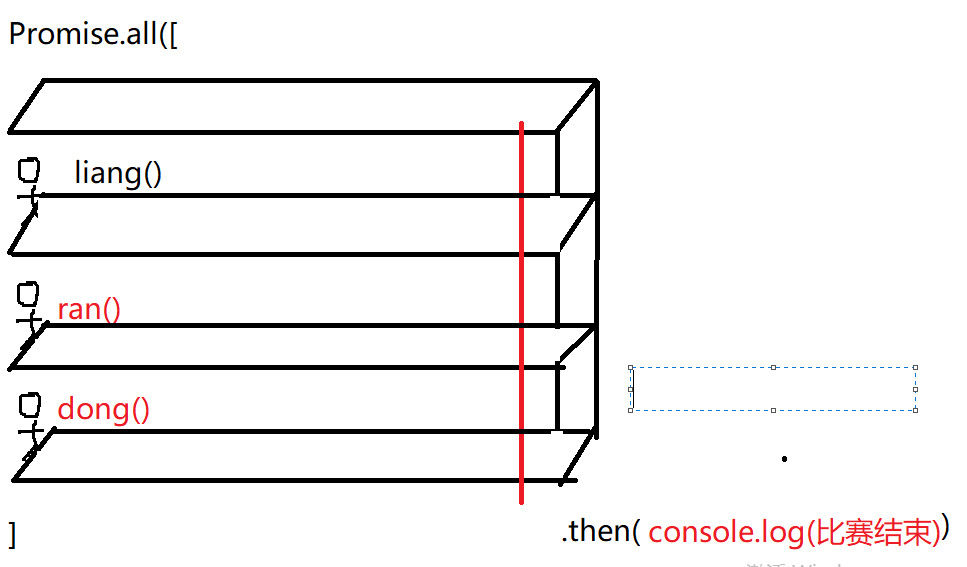 Promise.all([
liang()
ran()
dong()
]
.then( console.log(比赛结束))